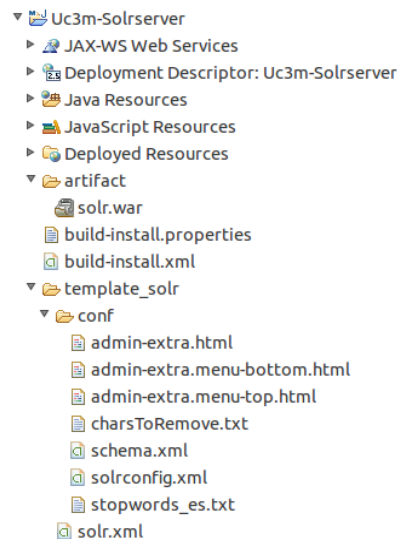 Uc3m-Solrserver
JAX-WS Web Services
Deployment Descriptor: Uc3m-Solrserver
Java Resources
JavaScript Resources
Deployed Resources
artifact
solr.war
build-install.properties
build-install.xml
template_solr
conf
admin-extra.html
admin-extra.menu-bottom.html
admin-extra.menu-top.html
charsToRemove.txt
schema.xml
solrconfig.xml
stopwords_es.txt
solr.xml